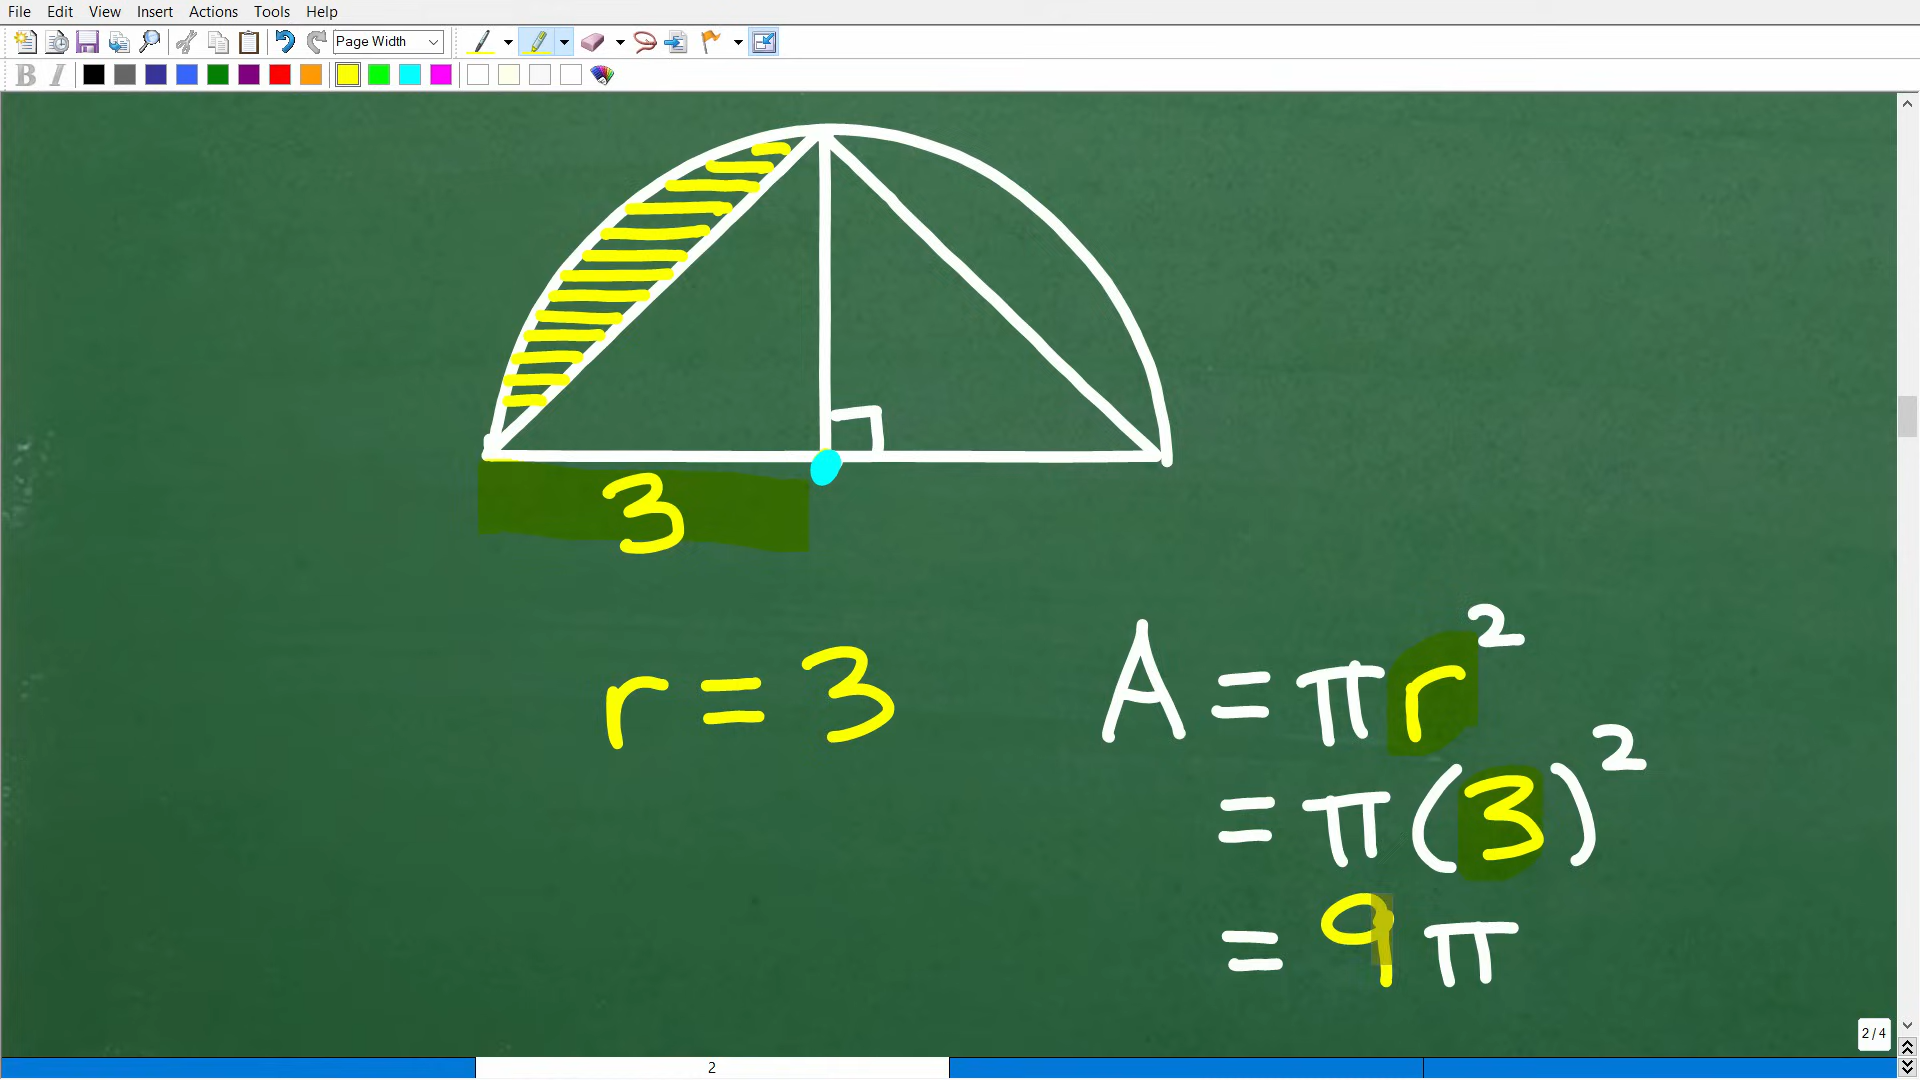 File Edit View Insert Actions Tools Help
Page Width
B I
3
r = 3
A = πr²
= π(3)²
= 9π
2 / 4
2